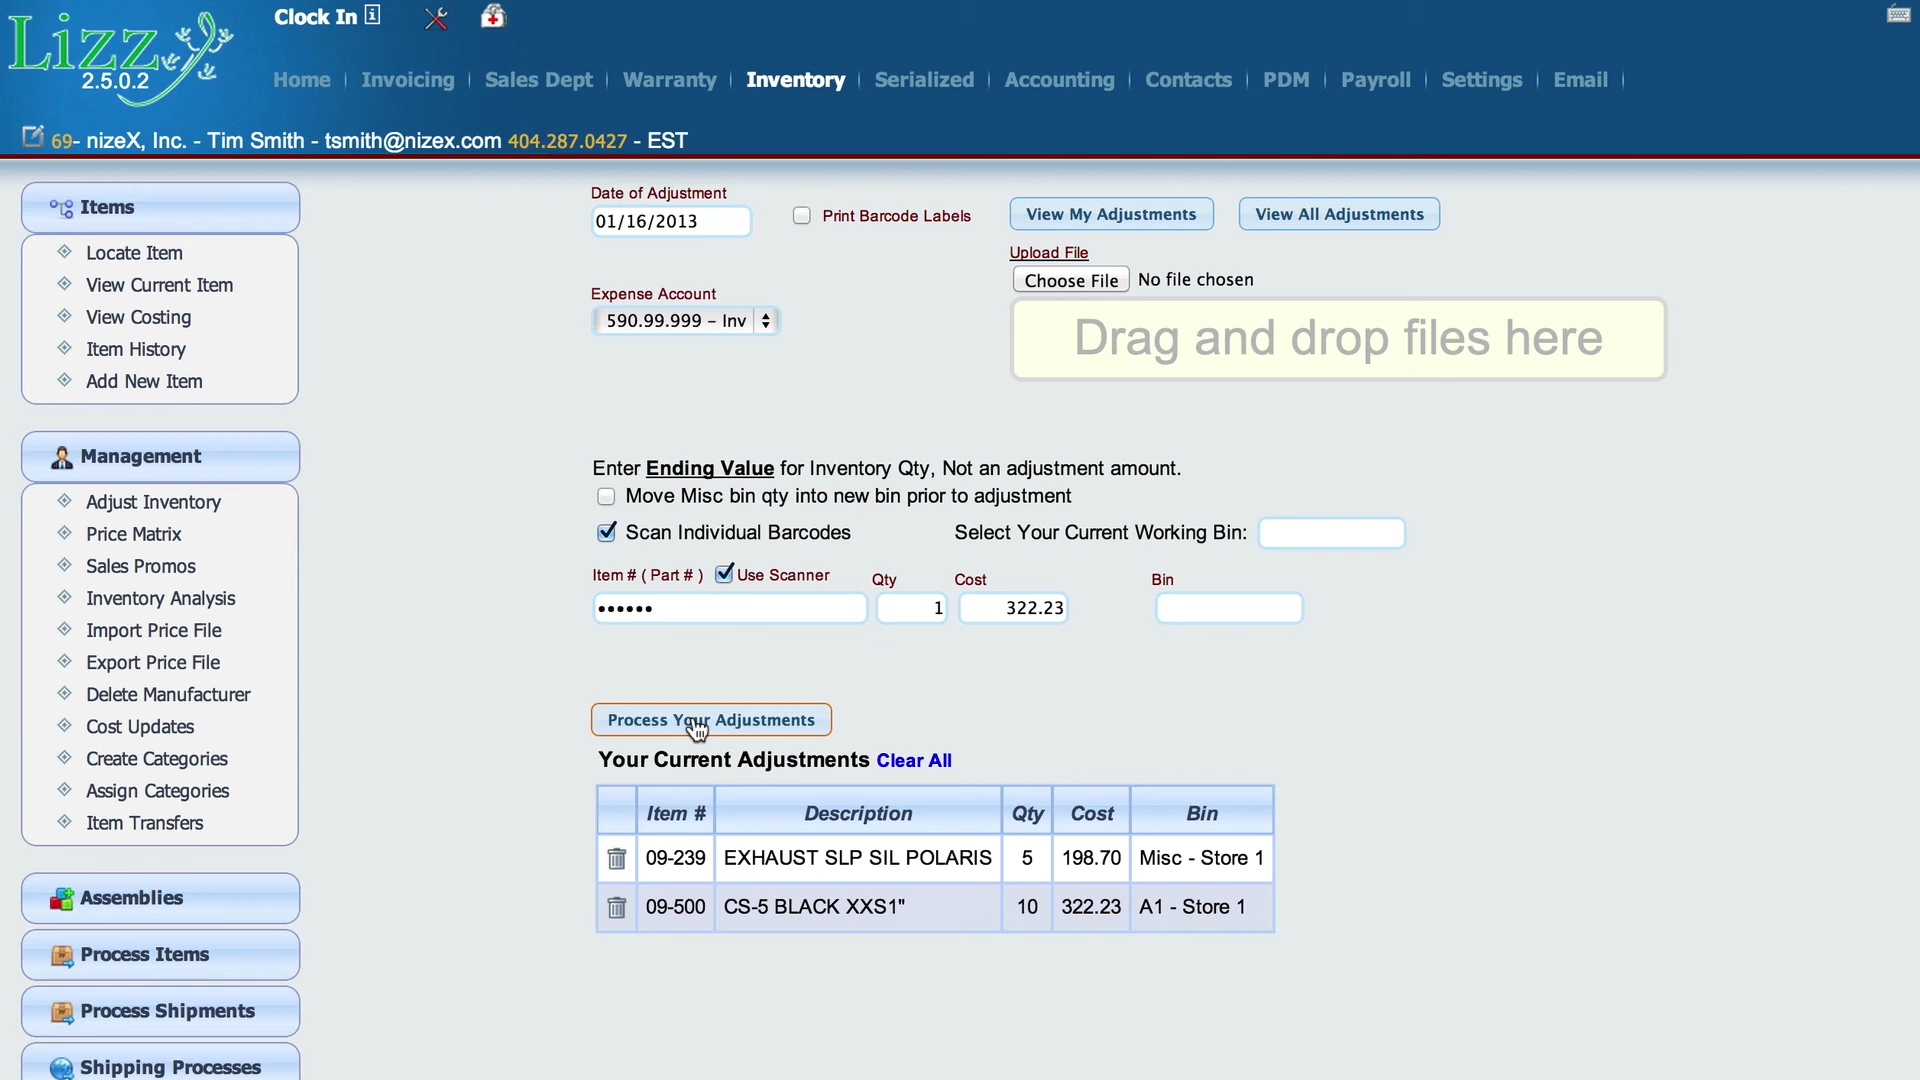 Lizz
2.5.0.2
Clock In
Home
Invoicing
Sales Dept
Warranty
Inventory
Serialized
Accounting
Contacts
PDM
Payroll
Settings
Email
69- nizeX, Inc. - Tim Smith - tsmith@nizex.com 404.287.0427 - EST
Items
Locate Item
View Current Item
View Costing
Item History
Add New Item
Management
Adjust Inventory
Price Matrix
Sales Promos
Inventory Analysis
Import Price File
Export Price File
Delete Manufacturer
Cost Updates
Create Categories
Assign Categories
Item Transfers
Assemblies
Process Items
Process Shipments
Shipping Processes
Date of Adjustment
01/16/2013
Print Barcode Labels
View My Adjustments
View All Adjustments
Upload File
Choose File No file chosen
Drag and drop files here
Expense Account
590.99.999 – Inv
Enter Ending Value for Inventory Qty, Not an adjustment amount.
Move Misc bin qty into new bin prior to adjustment
Scan Individual Barcodes
Select Your Current Working Bin:
Item # ( Part # ) Use Scanner Qty Cost Bin
•••••• 1 322.23
Process Your Adjustments
Your Current Adjustments Clear All
Item # Description Qty Cost Bin
09-239 EXHAUST SLP SIL POLARIS 5 198.70 Misc - Store 1
09-500 CS-5 BLACK XXS1" 10 322.23 A1 - Store 1